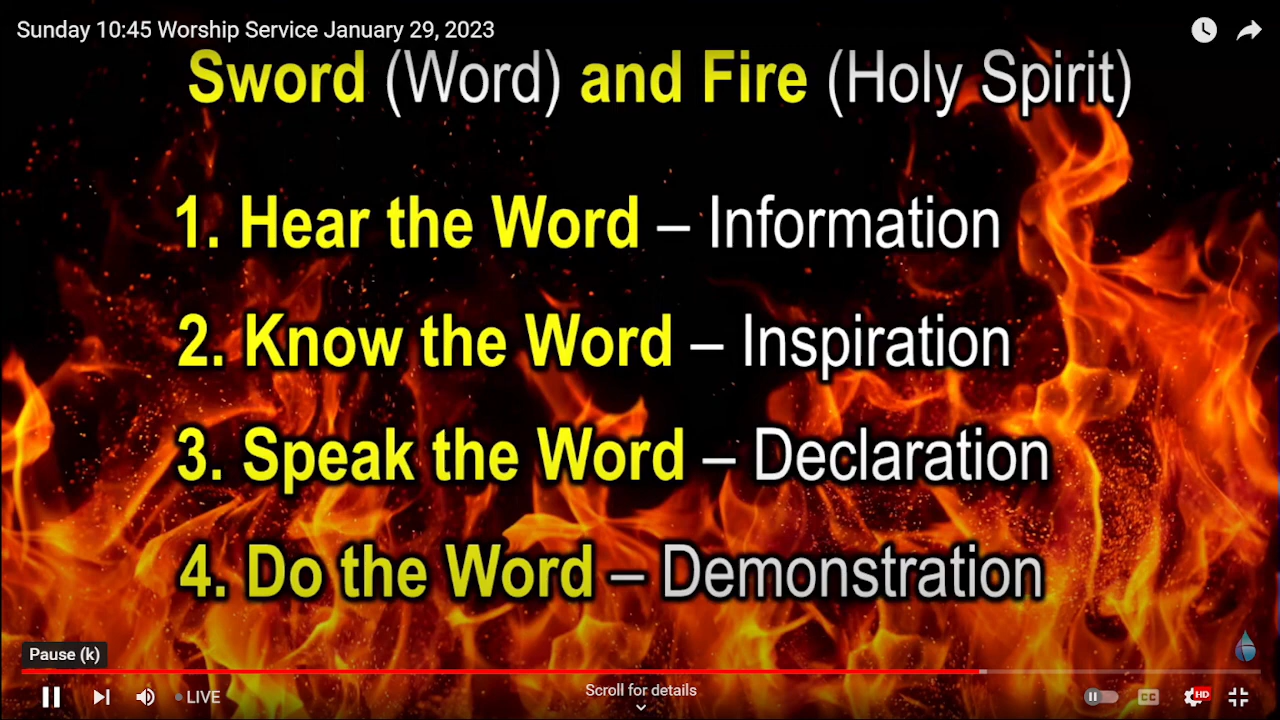 Sunday 10:45 Worship Service January 29, 2023
Sword (Word) and Fire (Holy Spirit)
1. Hear the Word – Information
2. Know the Word – Inspiration
3. Speak the Word – Declaration
4. Do the Word – Demonstration
Pause (k)
LIVE
Scroll for details
CC
HD